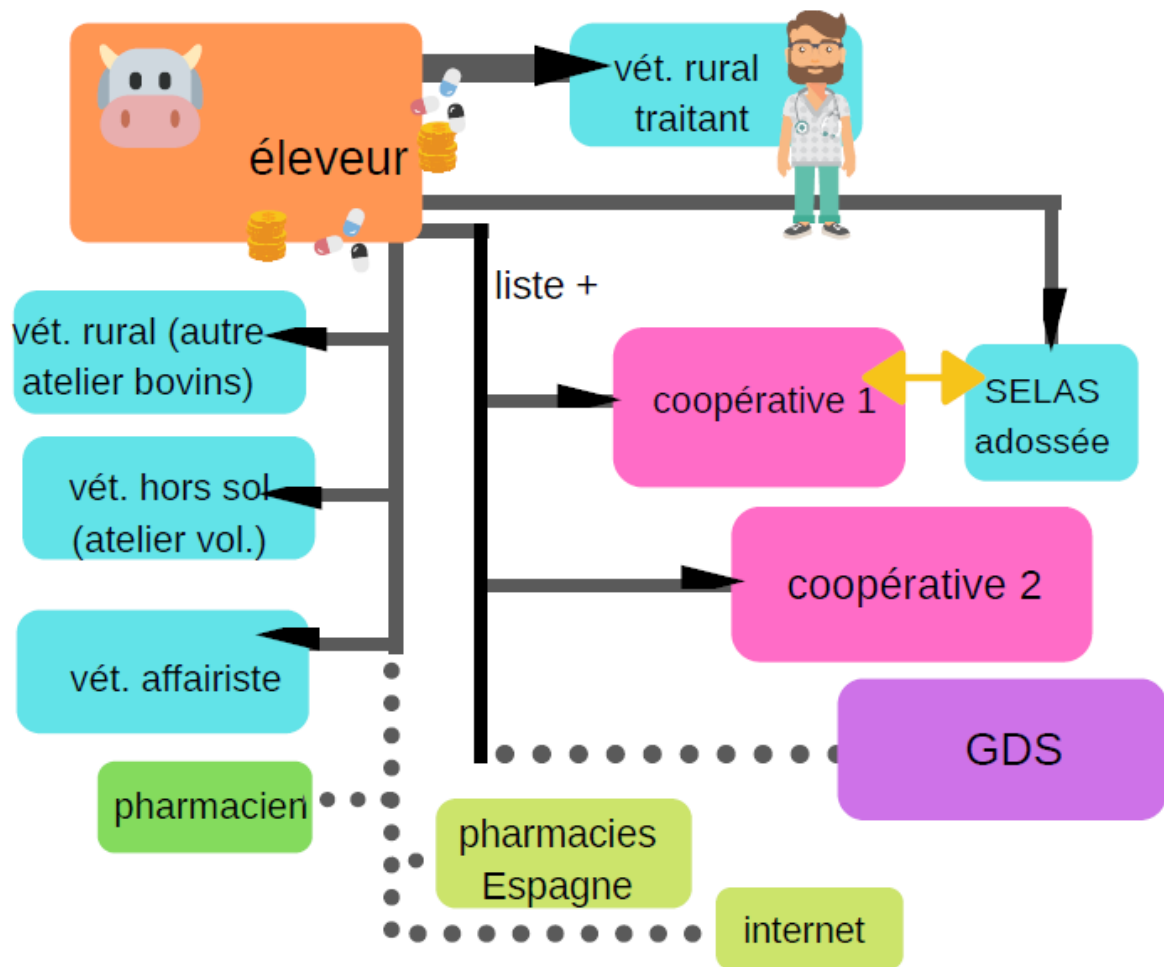 éleveur
vét. rural
traitant
liste +
vét. rural (autre
atelier bovins)
coopérative 1
SELAS
adossée
vét. hors sol
(atelier vol.)
coopérative 2
vét. affairiste
GDS
pharmacien
pharmacies
Espagne
internet